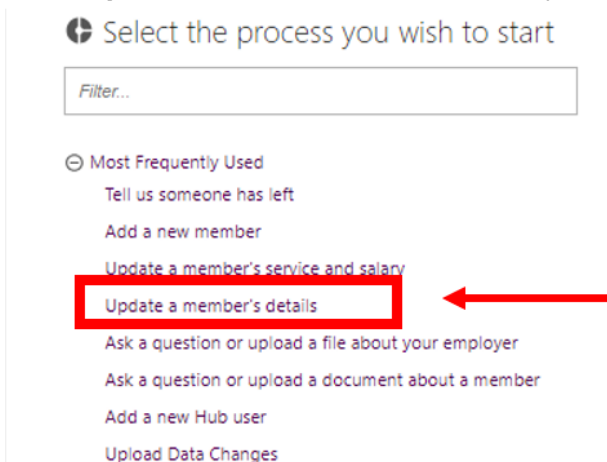 Select the process you wish to start
Filter...
Most Frequently Used
Tell us someone has left
Add a new member
Update a member's service and salary
Update a member's details
Ask a question or upload a file about your employer
Ask a question or upload a document about a member
Add a new Hub user
Upload Data Changes